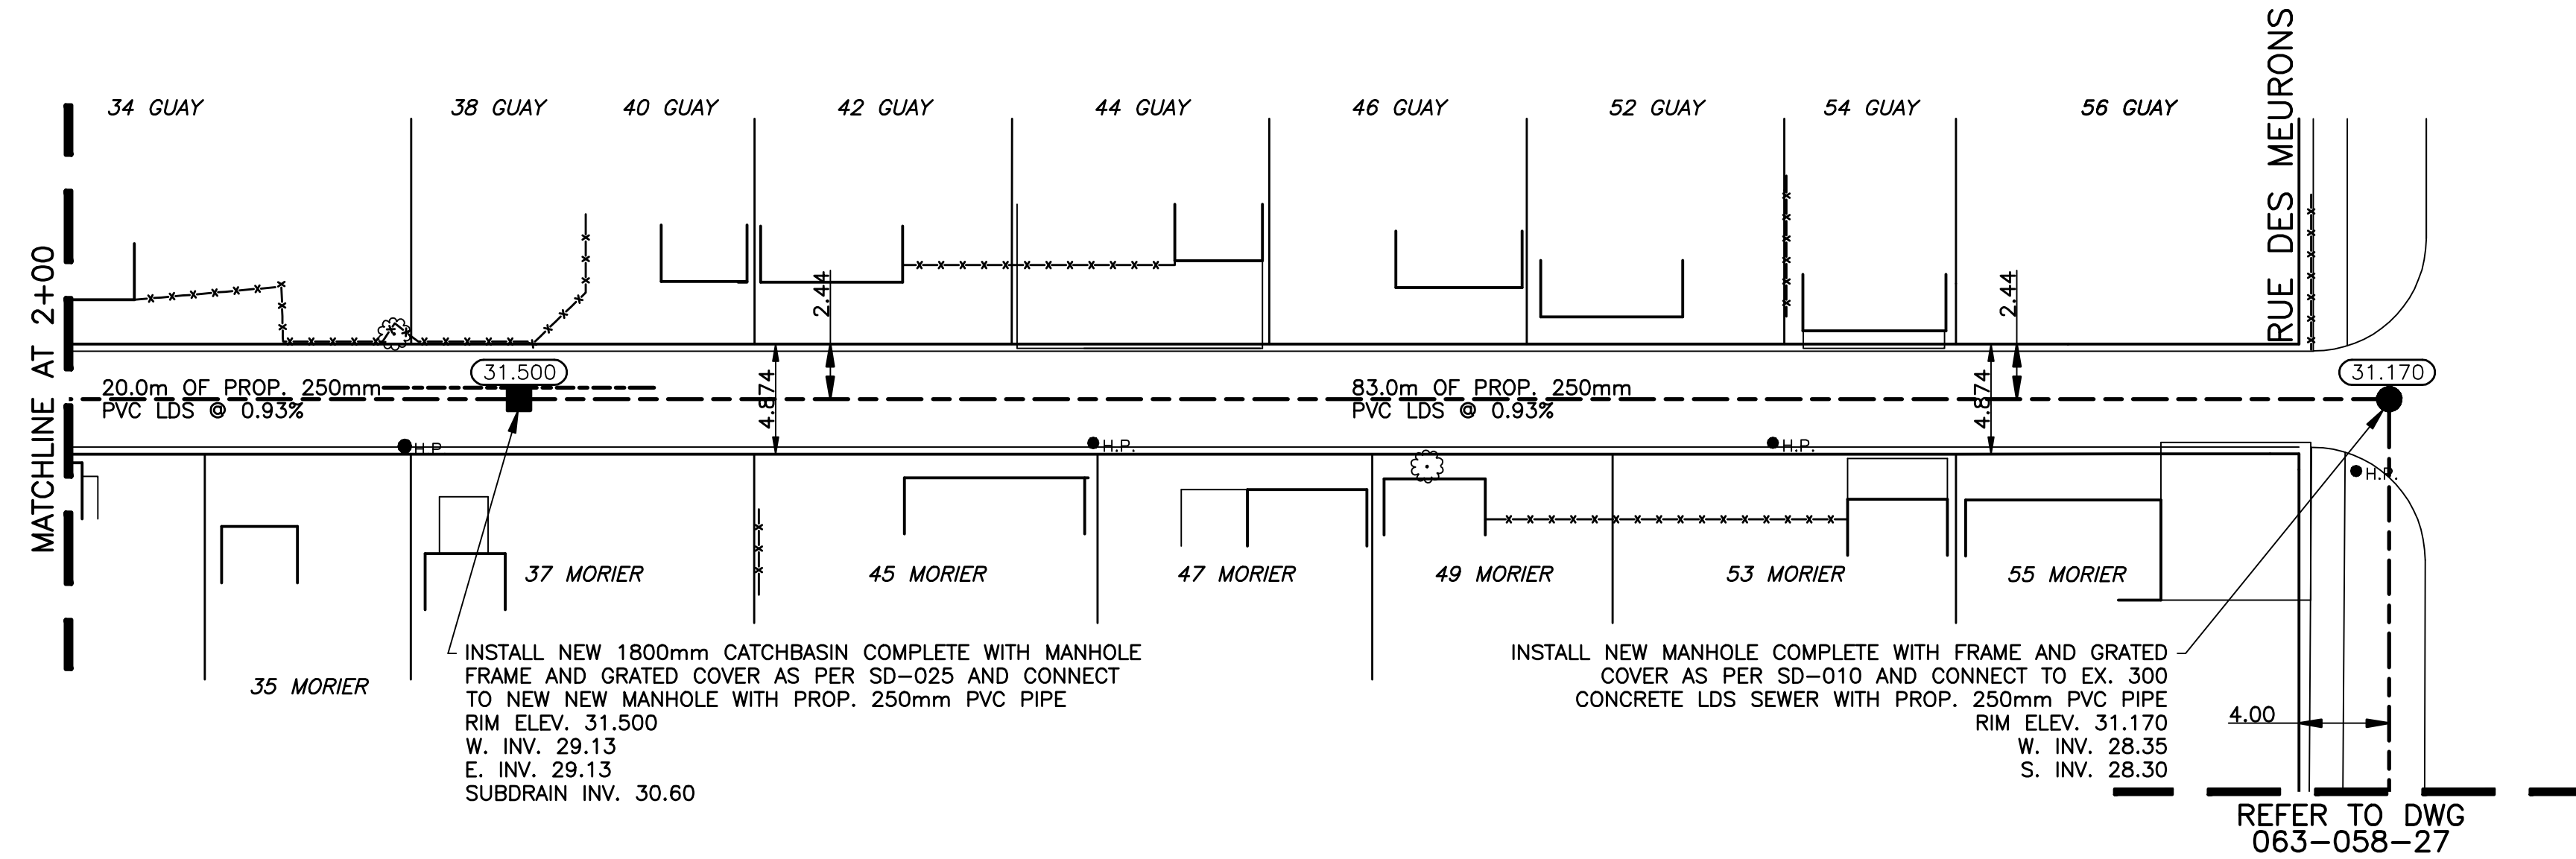 34 GUAY
38 GUAY
40 GUAY
42 GUAY
44 GUAY
46 GUAY
52 GUAY
54 GUAY
56 GUAY
RUE DES MEURONS
MATCHLINE AT 2+00
2.44
2.44
31.500
31.170
20.0m OF PROP. 250mm
PVC LDS @ 0.93%
4.874
83.0m OF PROP. 250mm
PVC LDS @ 0.93%
4.874
H.P.
H.P.
H.P.
H.P.
37 MORIER
45 MORIER
47 MORIER
49 MORIER
53 MORIER
55 MORIER
35 MORIER
INSTALL NEW 1800mm CATCHBASIN COMPLETE WITH MANHOLE
FRAME AND GRATED COVER AS PER SD-025 AND CONNECT
TO NEW NEW MANHOLE WITH PROP. 250mm PVC PIPE
RIM ELEV. 31.500
W. INV. 29.13
E. INV. 29.13
SUBDRAIN INV. 30.60
INSTALL NEW MANHOLE COMPLETE WITH FRAME AND GRATED
COVER AS PER SD-010 AND CONNECT TO EX. 300
CONCRETE LDS SEWER WITH PROP. 250mm PVC PIPE
RIM ELEV. 31.170
W. INV. 28.35
S. INV. 28.30
4.00
REFER TO DWG
063-058-27